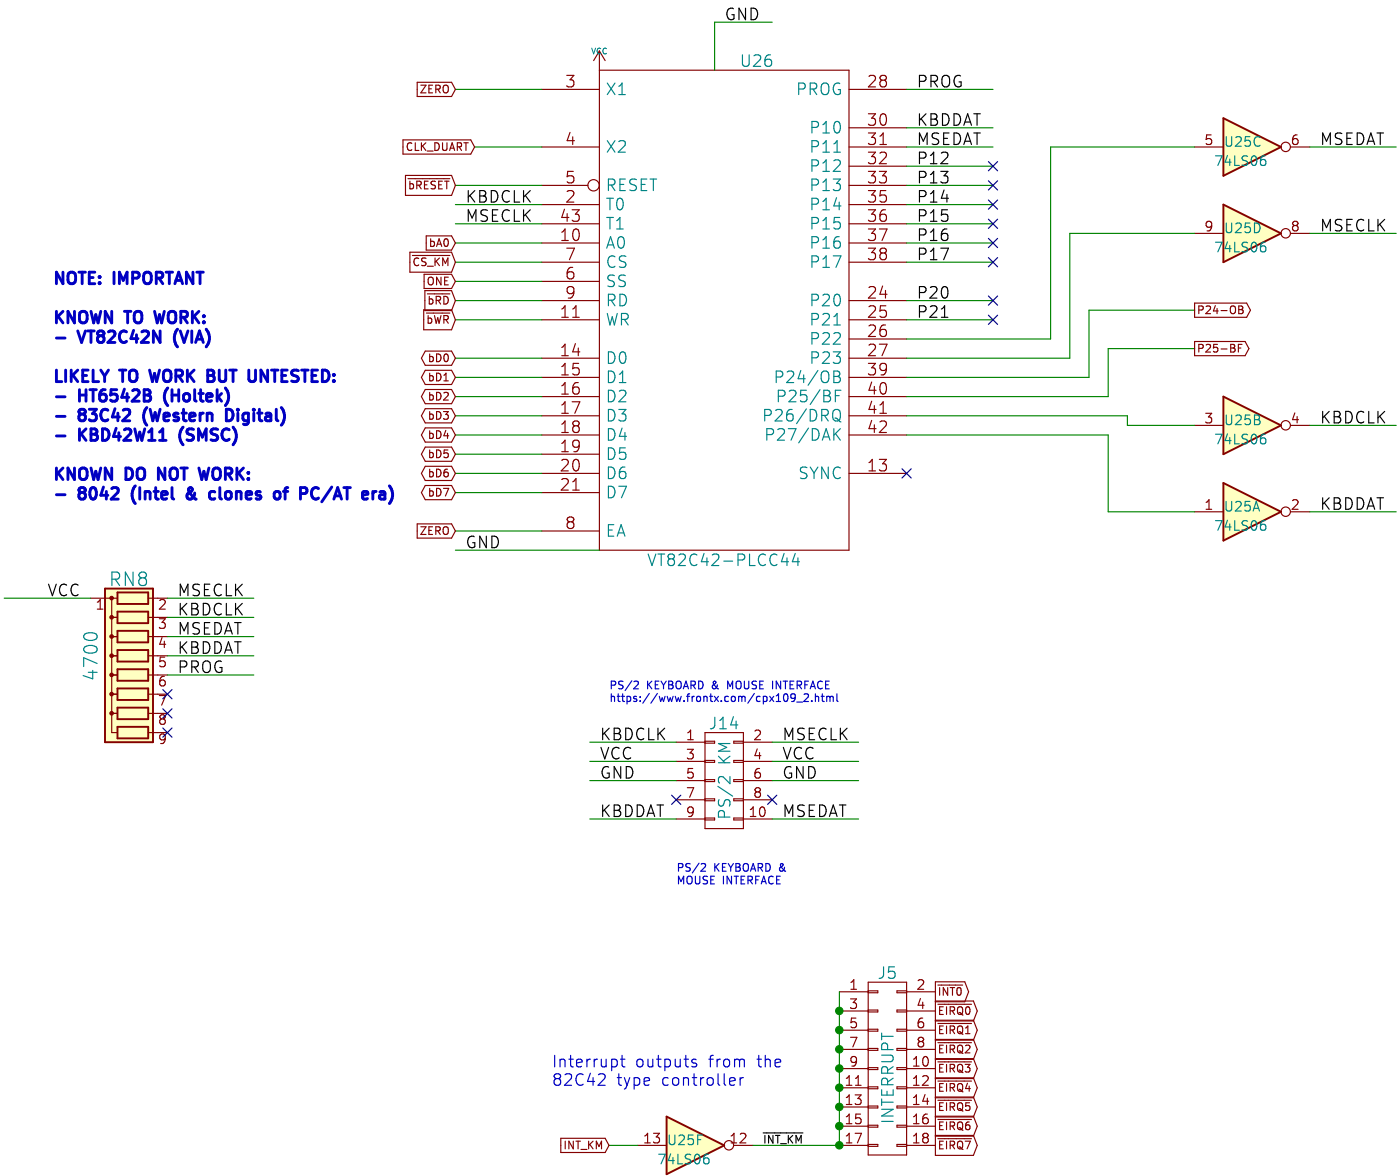 GND
VCC
U26
ZERO 3 X1
CLK_DUART 4 X2
bRESET 5 RESET
KBDCLK 2 T0
MSECLK 43 T1
bA0 10 A0
CS_KM 7 CS
ONE 6 SS
bRD 9 RD
bWR 11 WR
bD0 14 D0
bD1 15 D1
bD2 16 D2
bD3 17 D3
bD4 18 D4
bD5 19 D5
bD6 20 D6
bD7 21 D7
ZERO 8 EA
GND
VT82C42-PLCC44
PROG 28 PROG
P10 30 KBDDAT
P11 31 MSEDAT
P12 32 P12
P13 33 P13
P14 35 P14
P15 36 P15
P16 37 P16
P17 38 P17
P20 24 P20
P21 25 P21
P22 26
P23 27
P24/OB 39
P25/BF 40
P26/DRQ 41
P27/DAK 42
SYNC 13
5 U25C 6 MSEDAT
74LS06
9 U25D 8 MSECLK
74LS06
P24-OB
P25-BF
3 U25B 4 KBDCLK
74LS06
1 U25A 2 KBDDAT
74LS06
NOTE: IMPORTANT
KNOWN TO WORK:
- VT82C42N (VIA)
LIKELY TO WORK BUT UNTESTED:
- HT6542B (Holtek)
- 83C42 (Western Digital)
- KBD42W11 (SMSC)
KNOWN DO NOT WORK:
- 8042 (Intel & clones of PC/AT era)
RN8
VCC 1
4700
2 MSECLK
3 KBDCLK
4 MSEDAT
5 KBDDAT
6 PROG
7
8
9
PS/2 KEYBOARD & MOUSE INTERFACE
https://www.frontx.com/cpx109_2.html
J14
PS/2 KM
KBDCLK 1 2 MSECLK
VCC 3 4 VCC
GND 5 6 GND
7 8
KBDDAT 9 10 MSEDAT
PS/2 KEYBOARD &
MOUSE INTERFACE
J5
INTERRUPT
1 2 INT0
3 4 EIRQ0
5 6 EIRQ1
7 8 EIRQ2
9 10 EIRQ3
11 12 EIRQ4
13 14 EIRQ5
15 16 EIRQ6
17 18 EIRQ7
Interrupt outputs from the
82C42 type controller
INT_KM 13 U25F 12 INT_KM
74LS06